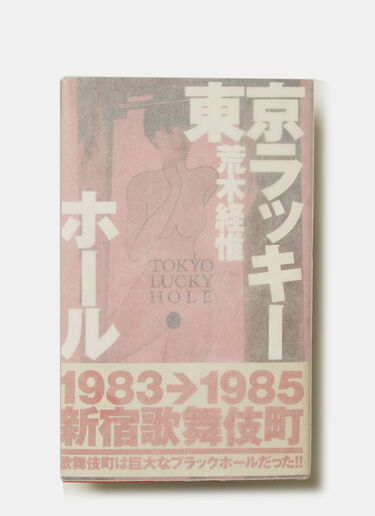 東京ラッキー
ホール
荒木経惟
TOKYO
LUCKY
HOLE
1983→1985
新宿歌舞伎町
歌舞伎町は巨大なブラックホールだった!!